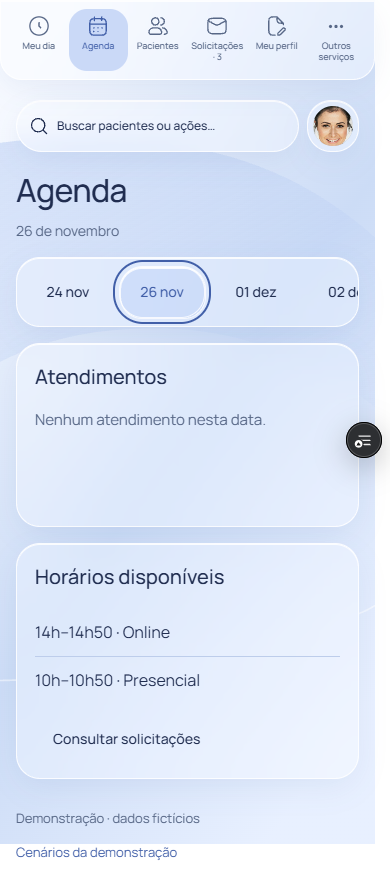 Meu dia
Agenda
Pacientes
Solicitações
· 3
Meu perfil
Outros
serviços
Buscar pacientes ou ações...
Agenda
26 de novembro
24 nov
26 nov
01 dez
02 de
Atendimentos
Nenhum atendimento nesta data.
Horários disponíveis
14h–14h50 · Online
10h–10h50 · Presencial
Consultar solicitações
Demonstração · dados fictícios
Cenários da demonstração